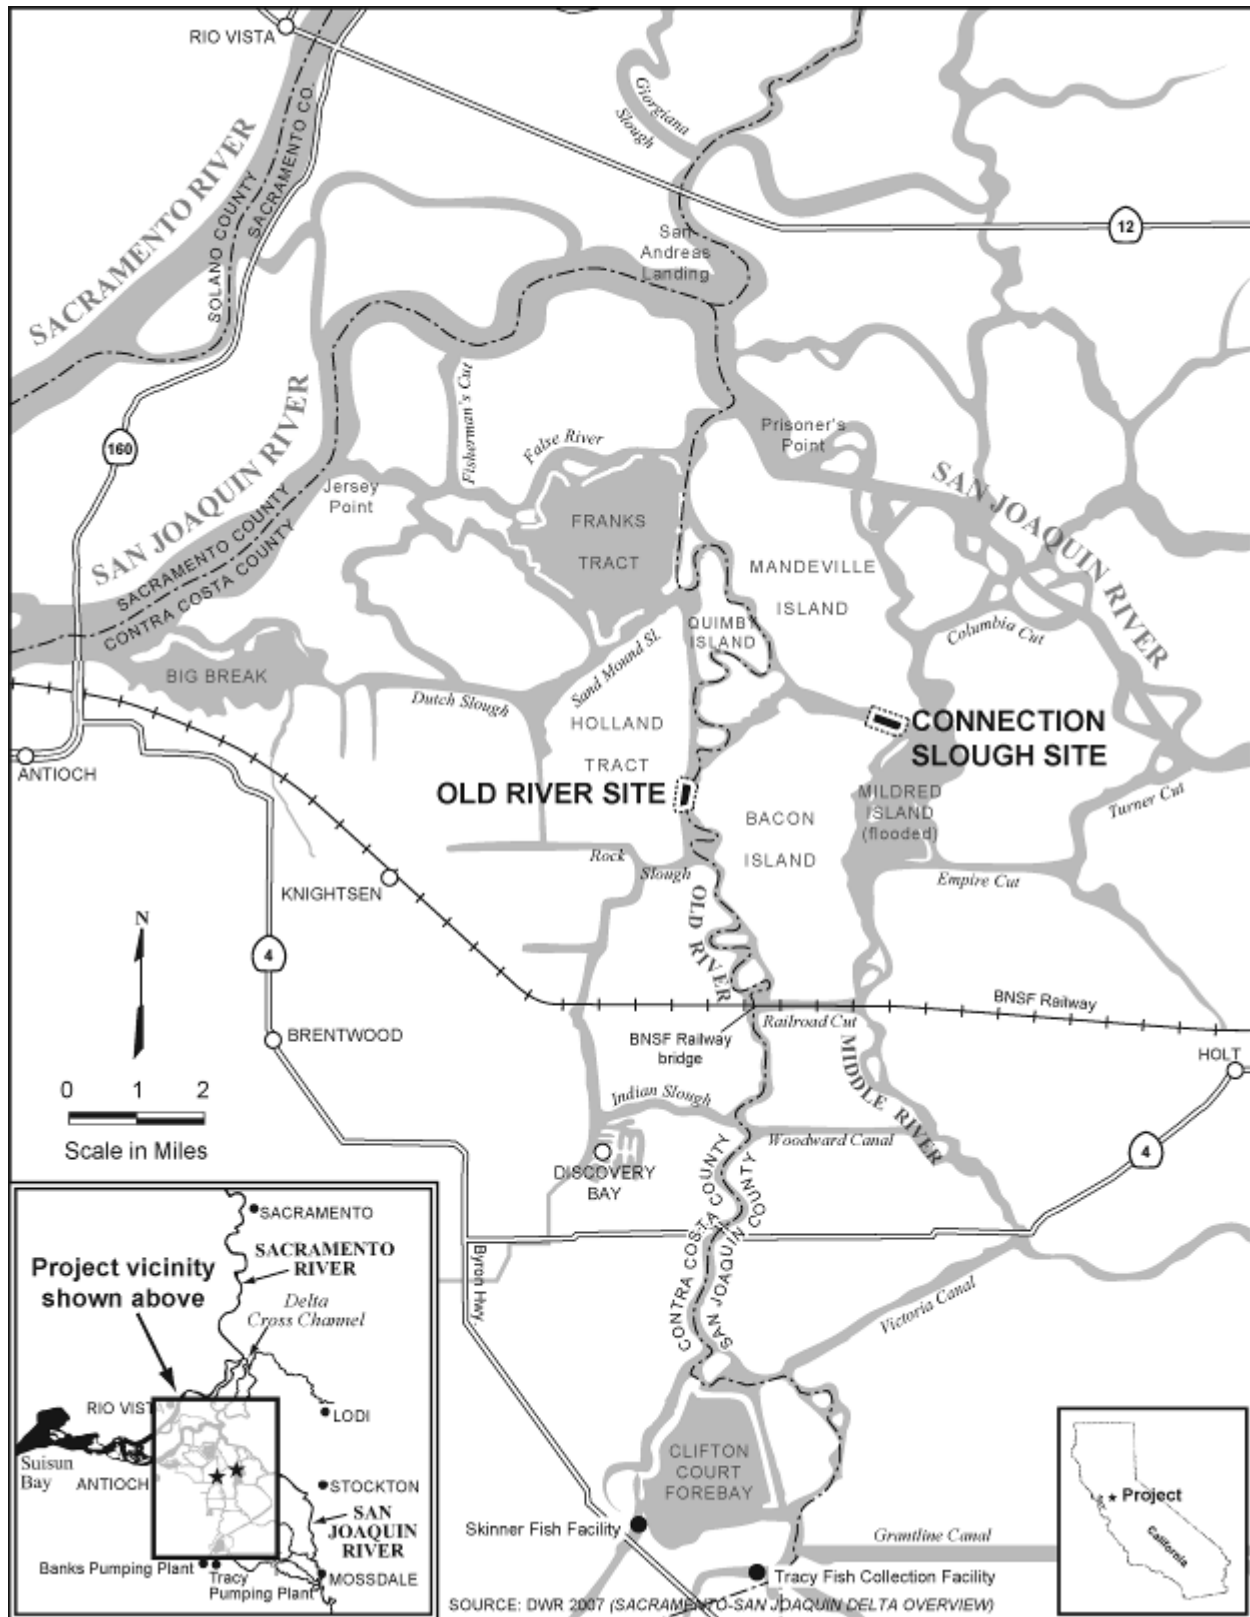 RIO VISTA
SACRAMENTO RIVER
SOLANO COUNTY
SACRAMENTO CO.
Giorgiana
Slough
12
San
Andreas
Landing
160
SAN JOAQUIN RIVER
SACRAMENTO COUNTY
CONTRA COSTA COUNTY
Fisherman's Cut
False River
Jersey
Point
Prisoner's
Point
SAN JOAQUIN RIVER
FRANKS
TRACT
MANDEVILLE
ISLAND
QUIMBY
ISLAND
Columbia Cut
BIG BREAK
Dutch Slough
Sand Mound Sl.
HOLLAND
TRACT
CONNECTION
SLOUGH SITE
ANTIOCH
OLD RIVER SITE
MILDRED
ISLAND
(flooded)
Turner Cut
BACON
ISLAND
Rock
Slough
Empire Cut
KNIGHTSEN
OLD RIVER
N
4
BNSF Railway
BRENTWOOD
BNSF Railway
bridge
Railroad Cut
HOLT
MIDDLE RIVER
0 1 2
Scale in Miles
Indian Slough
Woodward Canal
4
DISCOVERY
BAY
CONTRA COSTA COUNTY
SAN JOAQUIN COUNTY
Byron Hwy.
Victoria Canal
CLIFTON
COURT
FOREBAY
Skinner Fish Facility
Grantline Canal
Tracy Fish Collection Facility
SOURCE: DWR 2007 (SACRAMENTO-SAN JOAQUIN DELTA OVERVIEW)
SACRAMENTO
SACRAMENTO
RIVER
Project vicinity
shown above
Delta
Cross Channel
RIO VISTA
LODI
Suisun
Bay
ANTIOCH
STOCKTON
SAN
JOAQUIN
RIVER
Banks Pumping Plant
Tracy
Pumping Plant
MOSSDALE
Project
California